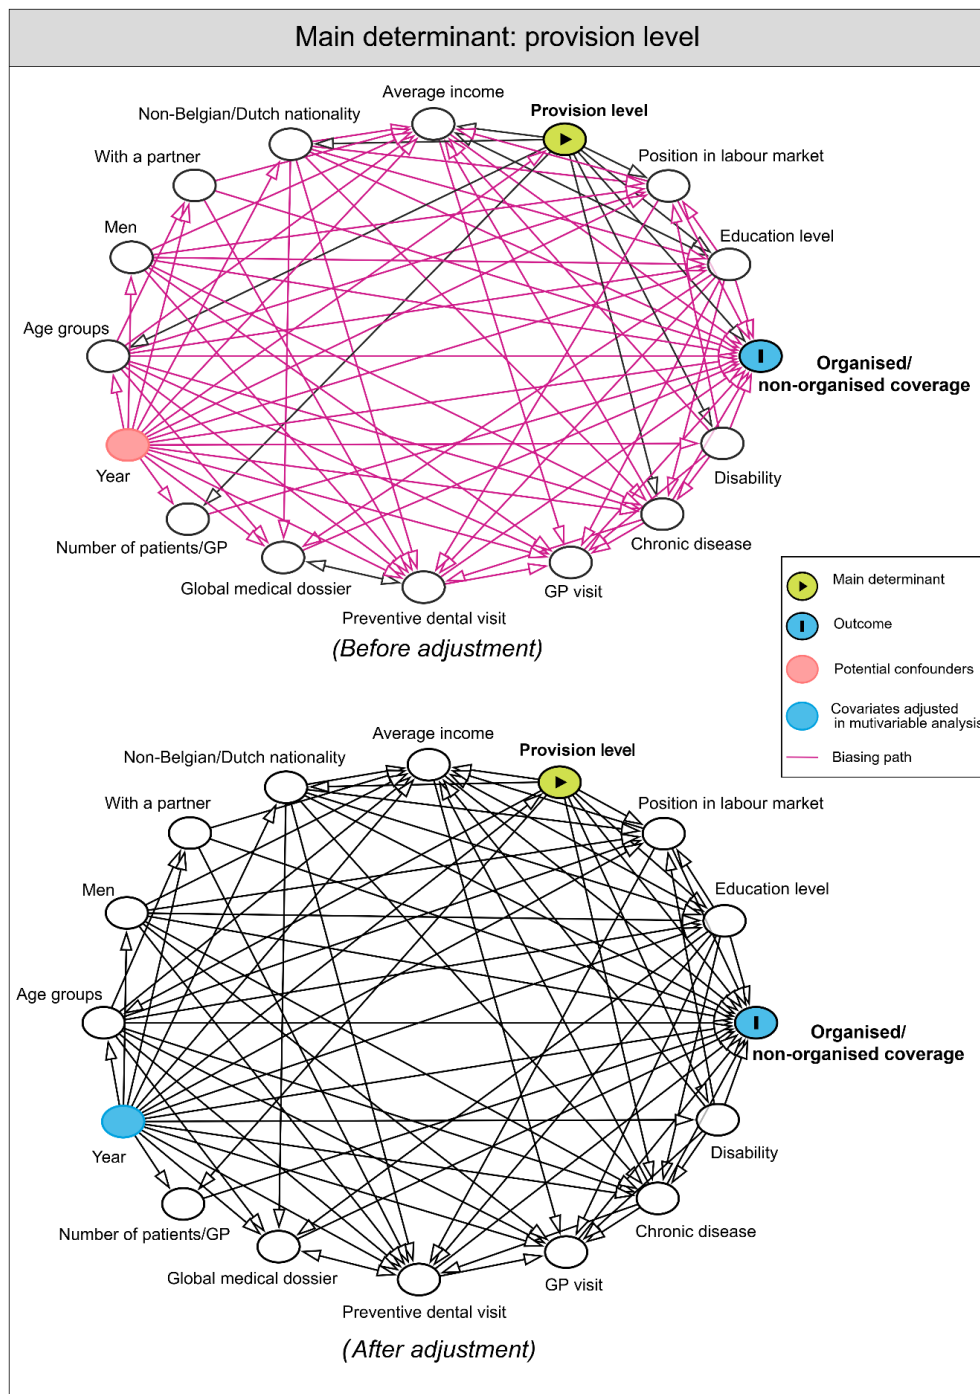 Main determinant: provision level
Average income
Provision level
Non-Belgian/Dutch nationality
Position in labour market
With a partner
Men
Education level
Age groups
Organised/
non-organised coverage
Year
Disability
Number of patients/GP
Chronic disease
Global medical dossier
GP visit
Preventive dental visit
(Before adjustment)
Main determinant
Outcome
Potential confounders
Covariates adjusted
in mutivariable analysis
Biasing path
Average income
Provision level
Non-Belgian/Dutch nationality
Position in labour market
With a partner
Men
Education level
Age groups
Organised/
non-organised coverage
Year
Disability
Number of patients/GP
Chronic disease
Global medical dossier
GP visit
Preventive dental visit
(After adjustment)